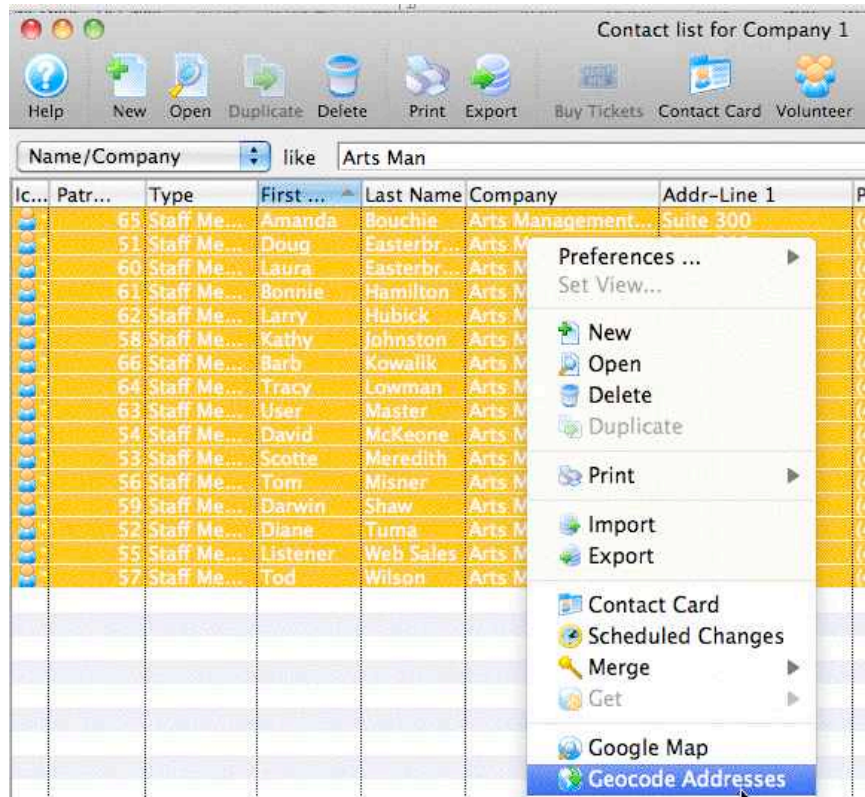 Contact list for Company 1
Help New Open Duplicate Delete Print Export Buy Tickets Contact Card Volunteer
Name/Company like Arts Man
Ic... Patr... Type First ... Last Name Company Addr-Line 1 P
65 Staff Me... Amanda Bouchie Arts Management... Suite 300
51 Staff Me... Doug Easterbr... Arts M
60 Staff Me... Laura Easterbr... Arts M
61 Staff Me... Bonnie Hamilton Arts M
62 Staff Me... Larry Hubick Arts M
58 Staff Me... Kathy Johnston Arts M
66 Staff Me... Barb Kowalik Arts M
64 Staff Me... Tracy Lowman Arts M
63 Staff Me... User Master Arts M
54 Staff Me... David McKeone Arts M
53 Staff Me... Scotte Meredith Arts M
56 Staff Me... Tom Misner Arts M
59 Staff Me... Darwin Shaw Arts M
52 Staff Me... Diane Tuma Arts M
55 Staff Me... Listener Web Sales Arts M
57 Staff Me... Tod Wilson Arts M
Preferences ...
Set View...
New
Open
Delete
Duplicate
Print
Import
Export
Contact Card
Scheduled Changes
Merge
Get
Google Map
Geocode Addresses